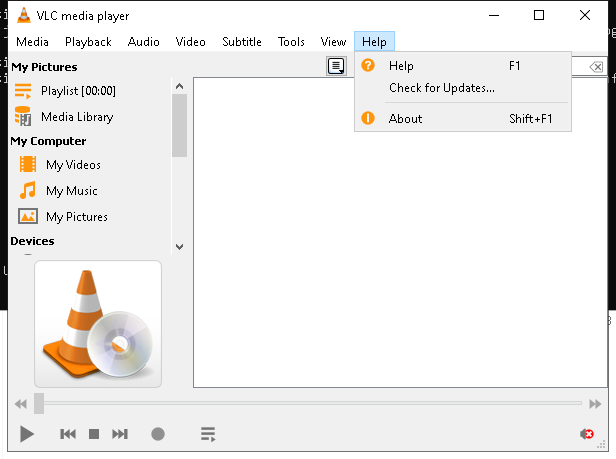 VLC media player
Media Playback Audio Video Subtitle Tools View Help
My Pictures
Playlist [00:00]
Media Library
My Computer
My Videos
My Music
My Pictures
Devices
Help F1
Check for Updates...
About Shift+F1